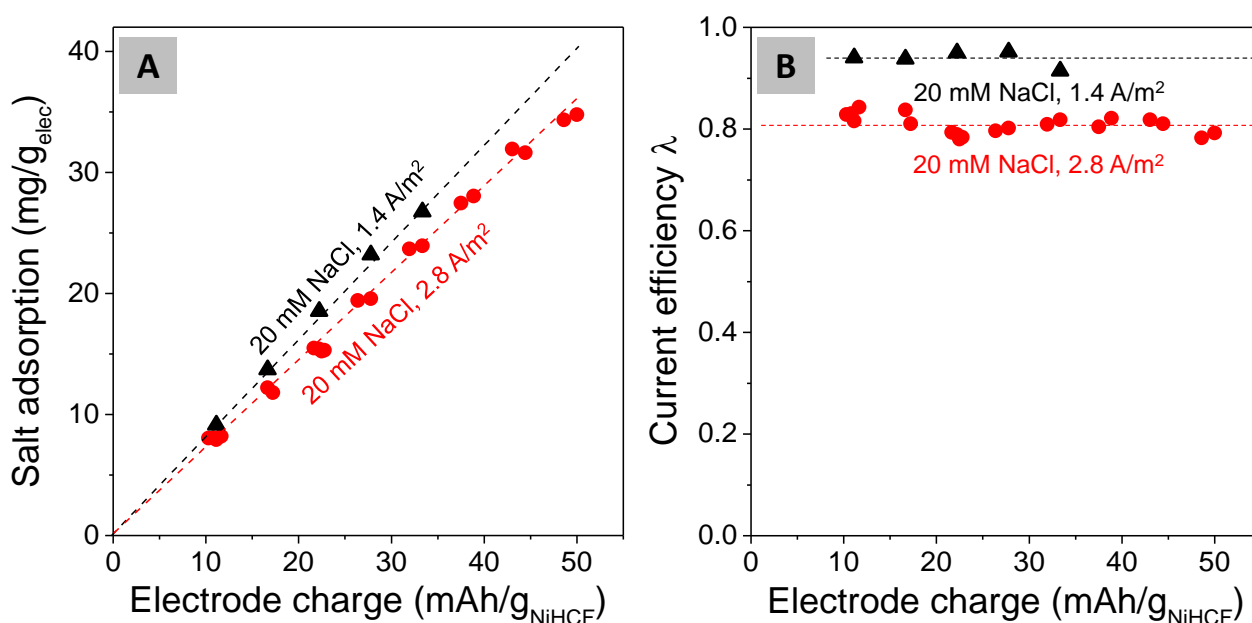 A
40
30
20
10
0
Salt adsorption (mg/g_elec)
20 mM NaCl, 1.4 A/m²
20 mM NaCl, 2.8 A/m²
0 10 20 30 40 50
Electrode charge (mAh/g_NiHCF)
B
1.0
0.8
0.6
0.4
0.2
0.0
Current efficiency λ
20 mM NaCl, 1.4 A/m²
20 mM NaCl, 2.8 A/m²
0 10 20 30 40 50
Electrode charge (mAh/g_NiHCF)